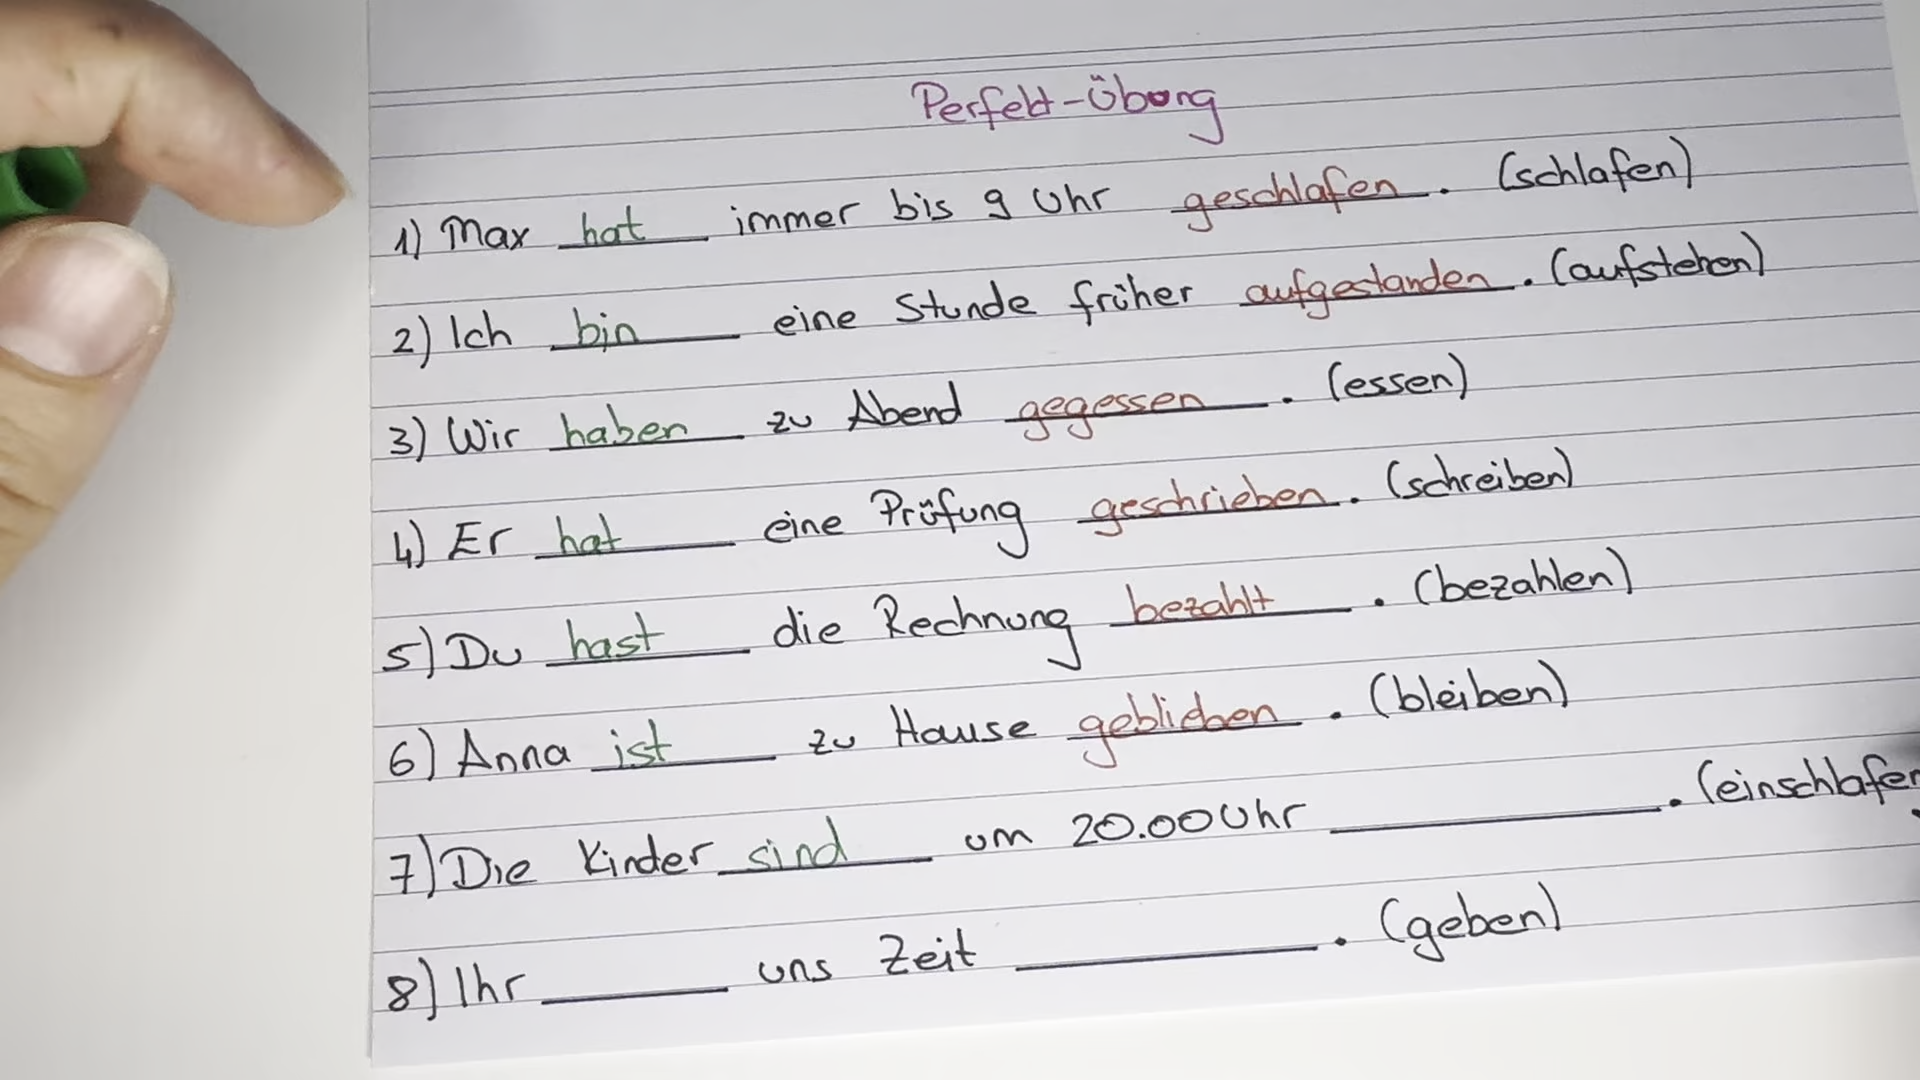 Perfekt-Übung
1) Max hat immer bis 9 Uhr geschlafen. (schlafen)
2) Ich bin eine Stunde früher aufgestanden. (aufstehen)
3) Wir haben zu Abend gegessen. (essen)
4) Er hat eine Prüfung geschrieben. (schreiben)
5) Du hast die Rechnung bezahlt. (bezahlen)
6) Anna ist zu Hause geblieben. (bleiben)
7) Die Kinder sind um 20.00 Uhr ________. (einschlafen
8) Ihr ______ uns Zeit ________. (geben)